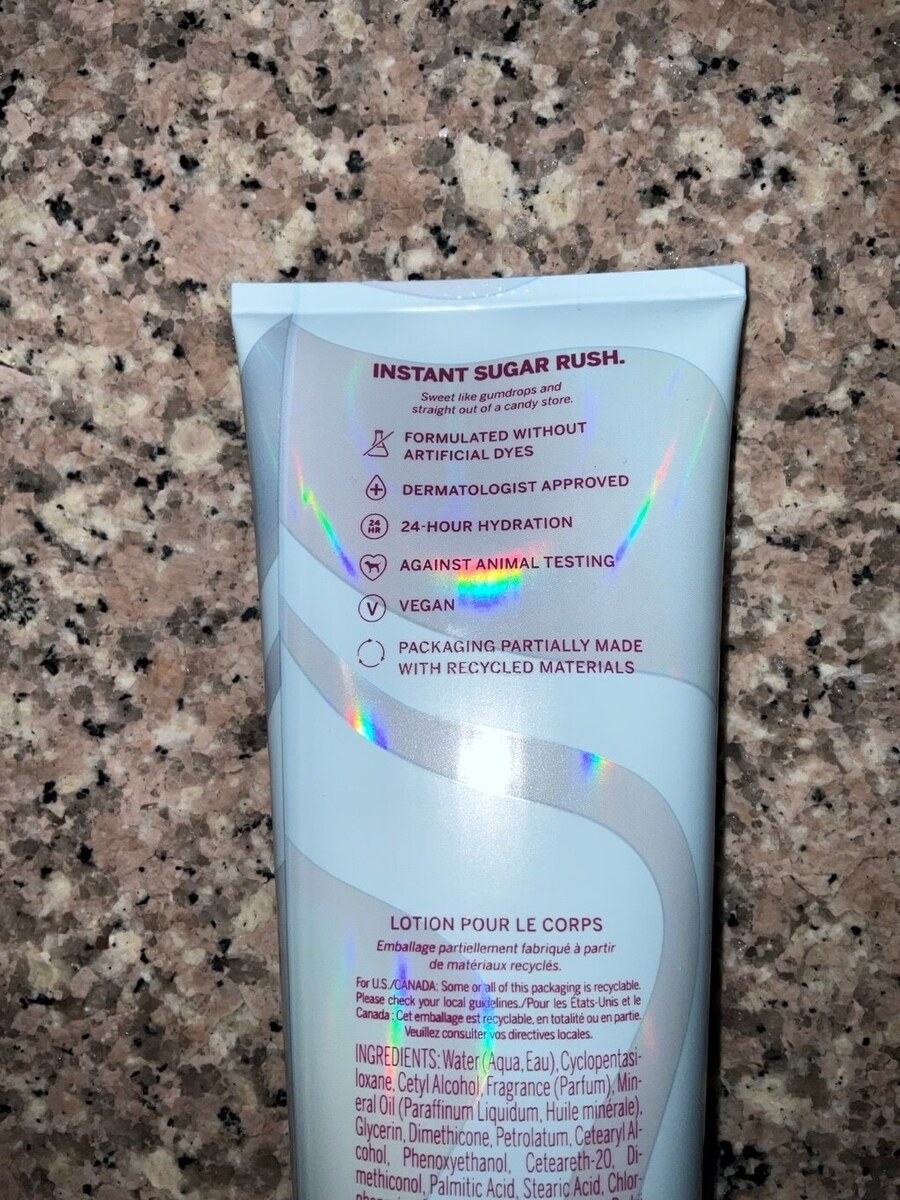 INSTANT SUGAR RUSH.
Sweet like gumdrops and
straight out of a candy store.
FORMULATED WITHOUT
ARTIFICIAL DYES
DERMATOLOGIST APPROVED
24 HR
24-HOUR HYDRATION
AGAINST ANIMAL TESTING
V
VEGAN
PACKAGING PARTIALLY MADE
WITH RECYCLED MATERIALS
LOTION POUR LE CORPS
Emballage partiellement fabriqué à partir
de matériaux recyclés.
For U.S./CANADA: Some or all of this packaging is recyclable.
Please check your local guidelines./Pour les États-Unis et le
Canada : Cet emballage est recyclable, en totalité ou en partie.
Veuillez consulter vos directives locales.
INGREDIENTS: Water (Aqua, Eau), Cyclopentasi-
loxane, Cetyl Alcohol, Fragrance (Parfum), Min-
eral Oil (Paraffinum Liquidum, Huile minérale),
Glycerin, Dimethicone, Petrolatum, Cetearyl Al-
cohol, Phenoxyethanol, Ceteareth-20, Di-
methiconol, Palmitic Acid, Stearic Acid, Chlor-